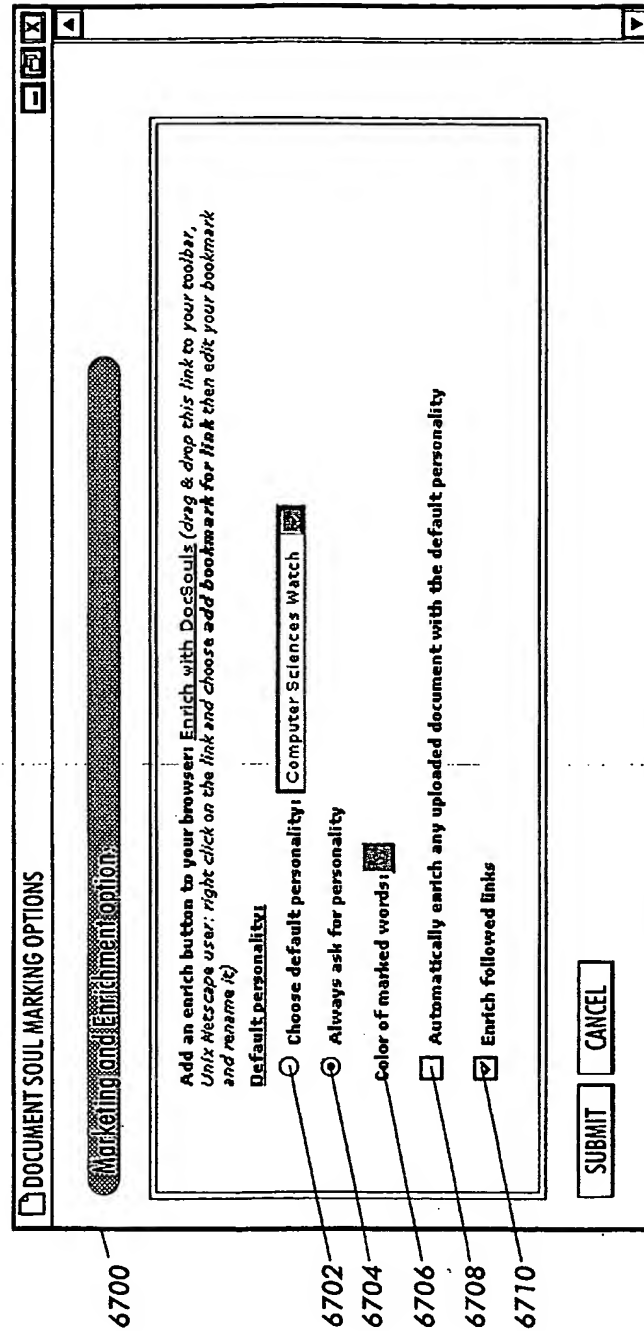 DOCUMENT SOUL MARKING OPTIONS
Marketing and Enrichment option:
Add an enrich button to your browser: Enrich with DocSouls (drag & drop this link to your toolbar,
Unix Netscape user: right click on the link and choose add bookmark for link then edit your bookmark
and rename it)
Default personality:
Choose default personality: Computer Sciences Watch
Always ask for personality
Color of marked words:
Automatically enrich any uploaded document with the default personality
Enrich followed links
SUBMIT CANCEL
6700
6702
6704
6706
6708
6710